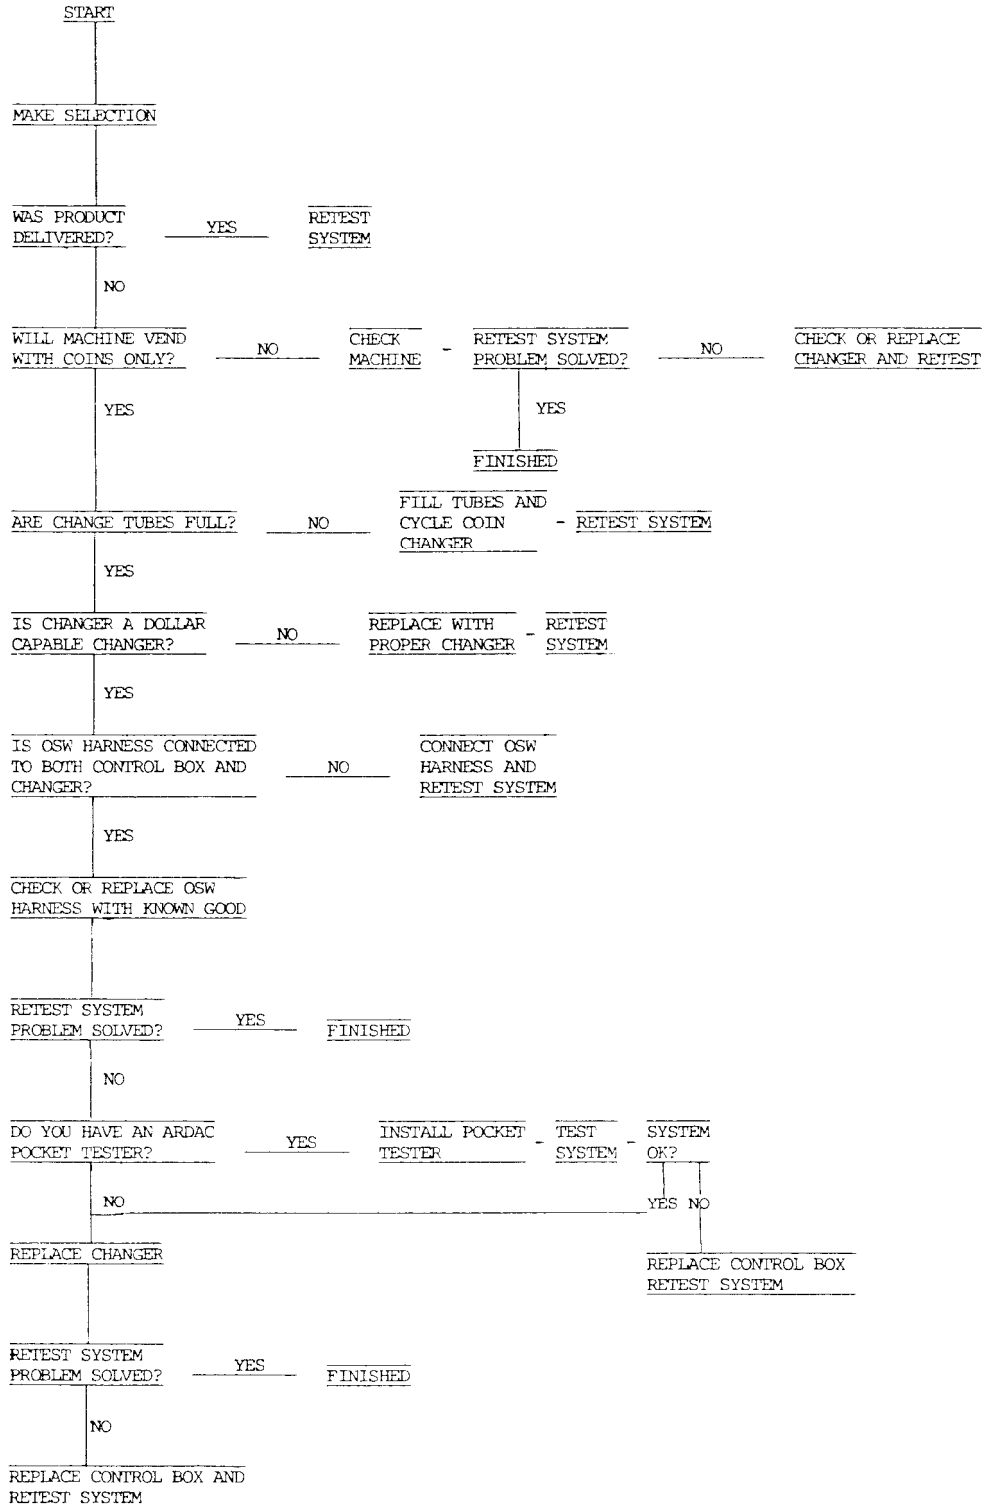 START
MAKE SELECTION
WAS PRODUCT
DELIVERED?
YES
RETEST
SYSTEM
NO
WILL MACHINE VEND
WITH COINS ONLY?
NO
CHECK
MACHINE
-
RETEST SYSTEM
PROBLEM SOLVED?
NO
CHECK OR REPLACE
CHANGER AND RETEST
YES
YES
FINISHED
ARE CHANGE TUBES FULL?
NO
FILL TUBES AND
CYCLE COIN
CHANGER
- RETEST SYSTEM
YES
IS CHANGER A DOLLAR
CAPABLE CHANGER?
NO
REPLACE WITH
PROPER CHANGER
-
RETEST
SYSTEM
YES
IS OSW HARNESS CONNECTED
TO BOTH CONTROL BOX AND
CHANGER?
NO
CONNECT OSW
HARNESS AND
RETEST SYSTEM
YES
CHECK OR REPLACE OSW
HARNESS WITH KNOWN GOOD
RETEST SYSTEM
PROBLEM SOLVED?
YES
FINISHED
NO
DO YOU HAVE AN ARDAC
POCKET TESTER?
YES
INSTALL POCKET
TESTER
-
TEST
SYSTEM
-
SYSTEM
OK?
NO
YES NO
REPLACE CHANGER
REPLACE CONTROL BOX
RETEST SYSTEM
RETEST SYSTEM
PROBLEM SOLVED?
YES
FINISHED
NO
REPLACE CONTROL BOX AND
RETEST SYSTEM